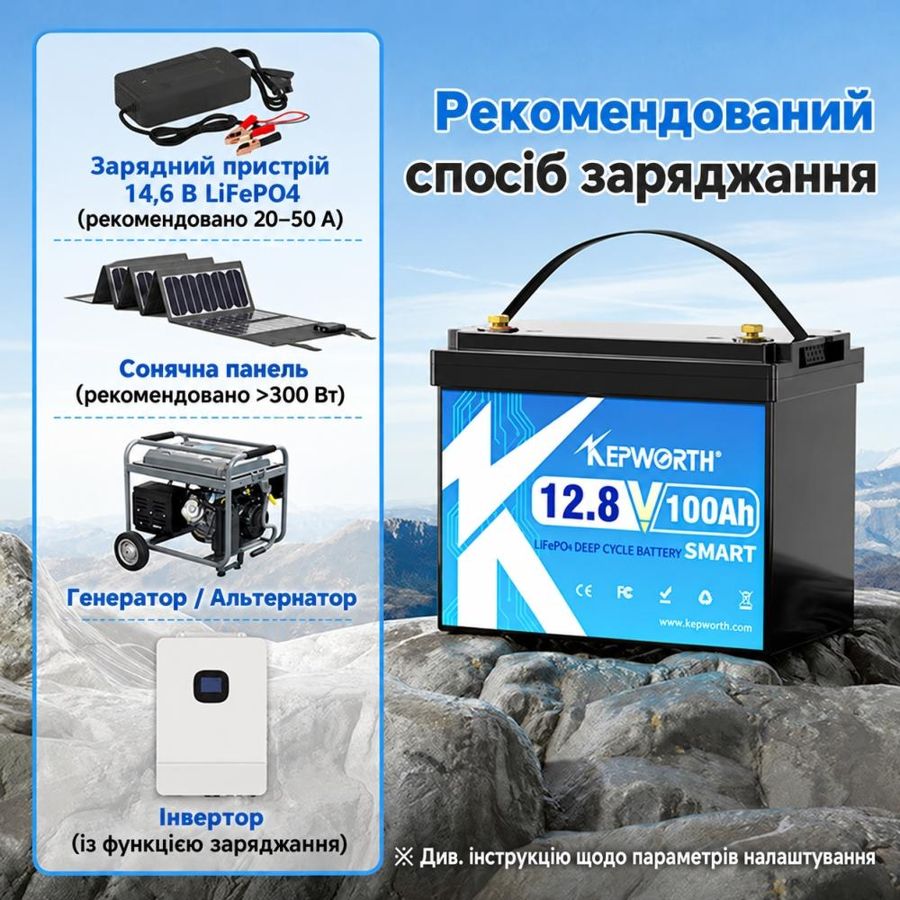 Рекомендований
спосіб заряджання
Зарядний пристрій
14,6 В LiFePO4
(рекомендовано 20–50 А)
Сонячна панель
(рекомендовано >300 Вт)
Генератор / Альтернатор
Інвертор
(із функцією заряджання)
KEPWORTH®
12.8V/100Ah
LiFePO4 DEEP CYCLE BATTERY SMART
CE FC
www.kepworth.com
※ Див. інструкцію щодо параметрів налаштування